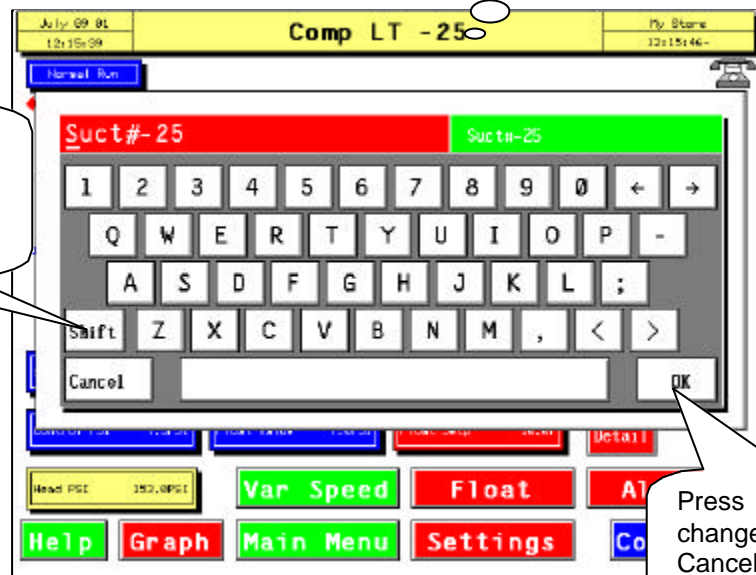 July 09 01
12:15:39
Comp LT -25
My Store
12:15:46-
Normal Run
Suct#-25
Suct#-25
1 2 3 4 5 6 7 8 9 0 ← →
Q W E R T Y U I O P -
A S D F G H J K L ;
Shift Z X C V B N M , < >
Cancel
OK
Detail
Head PSI 152.0PSI
Var Speed
Float
Help
Graph
Main Menu
Settings
Press
change
Cancel